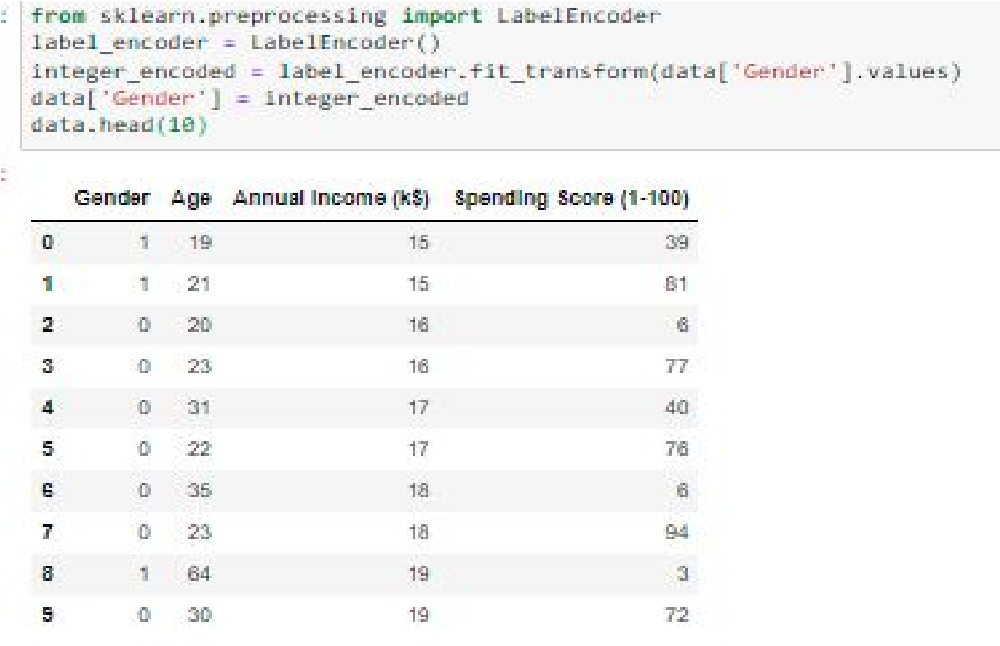 from sklearn.preprocessing import LabelEncoder
label_encoder = LabelEncoder()
integer_encoded = label_encoder.fit_transform(data['Gender'].values)
data['Gender'] = integer_encoded
data.head(10)
Gender Age Annual Income (k$) Spending Score (1-100)
0 1 19 15 39
1 1 21 15 81
2 0 20 16 6
3 0 23 16 77
4 0 31 17 40
5 0 22 17 76
6 0 35 18 6
7 0 23 18 94
8 1 64 19 3
9 0 30 19 72